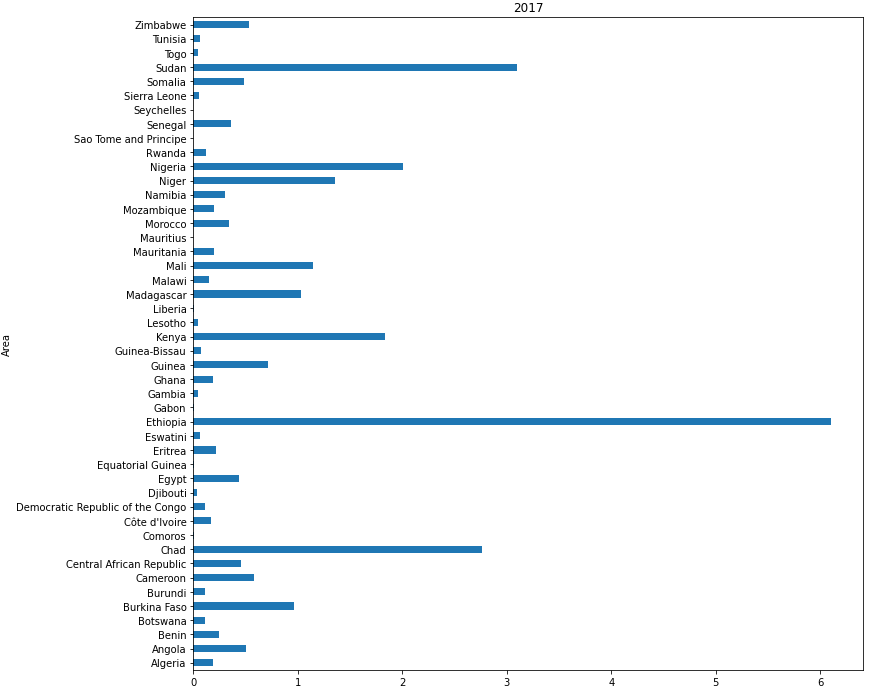 2017
Zimbabwe
Tunisia
Togo
Sudan
Somalia
Sierra Leone
Seychelles
Senegal
Sao Tome and Principe
Rwanda
Nigeria
Niger
Namibia
Mozambique
Morocco
Mauritius
Mauritania
Mali
Malawi
Madagascar
Liberia
Lesotho
Kenya
Guinea-Bissau
Guinea
Ghana
Gambia
Gabon
Ethiopia
Eswatini
Eritrea
Equatorial Guinea
Egypt
Djibouti
Democratic Republic of the Congo
Côte d'Ivoire
Comoros
Chad
Central African Republic
Cameroon
Burundi
Burkina Faso
Botswana
Benin
Angola
Algeria
Area
0 1 2 3 4 5 6